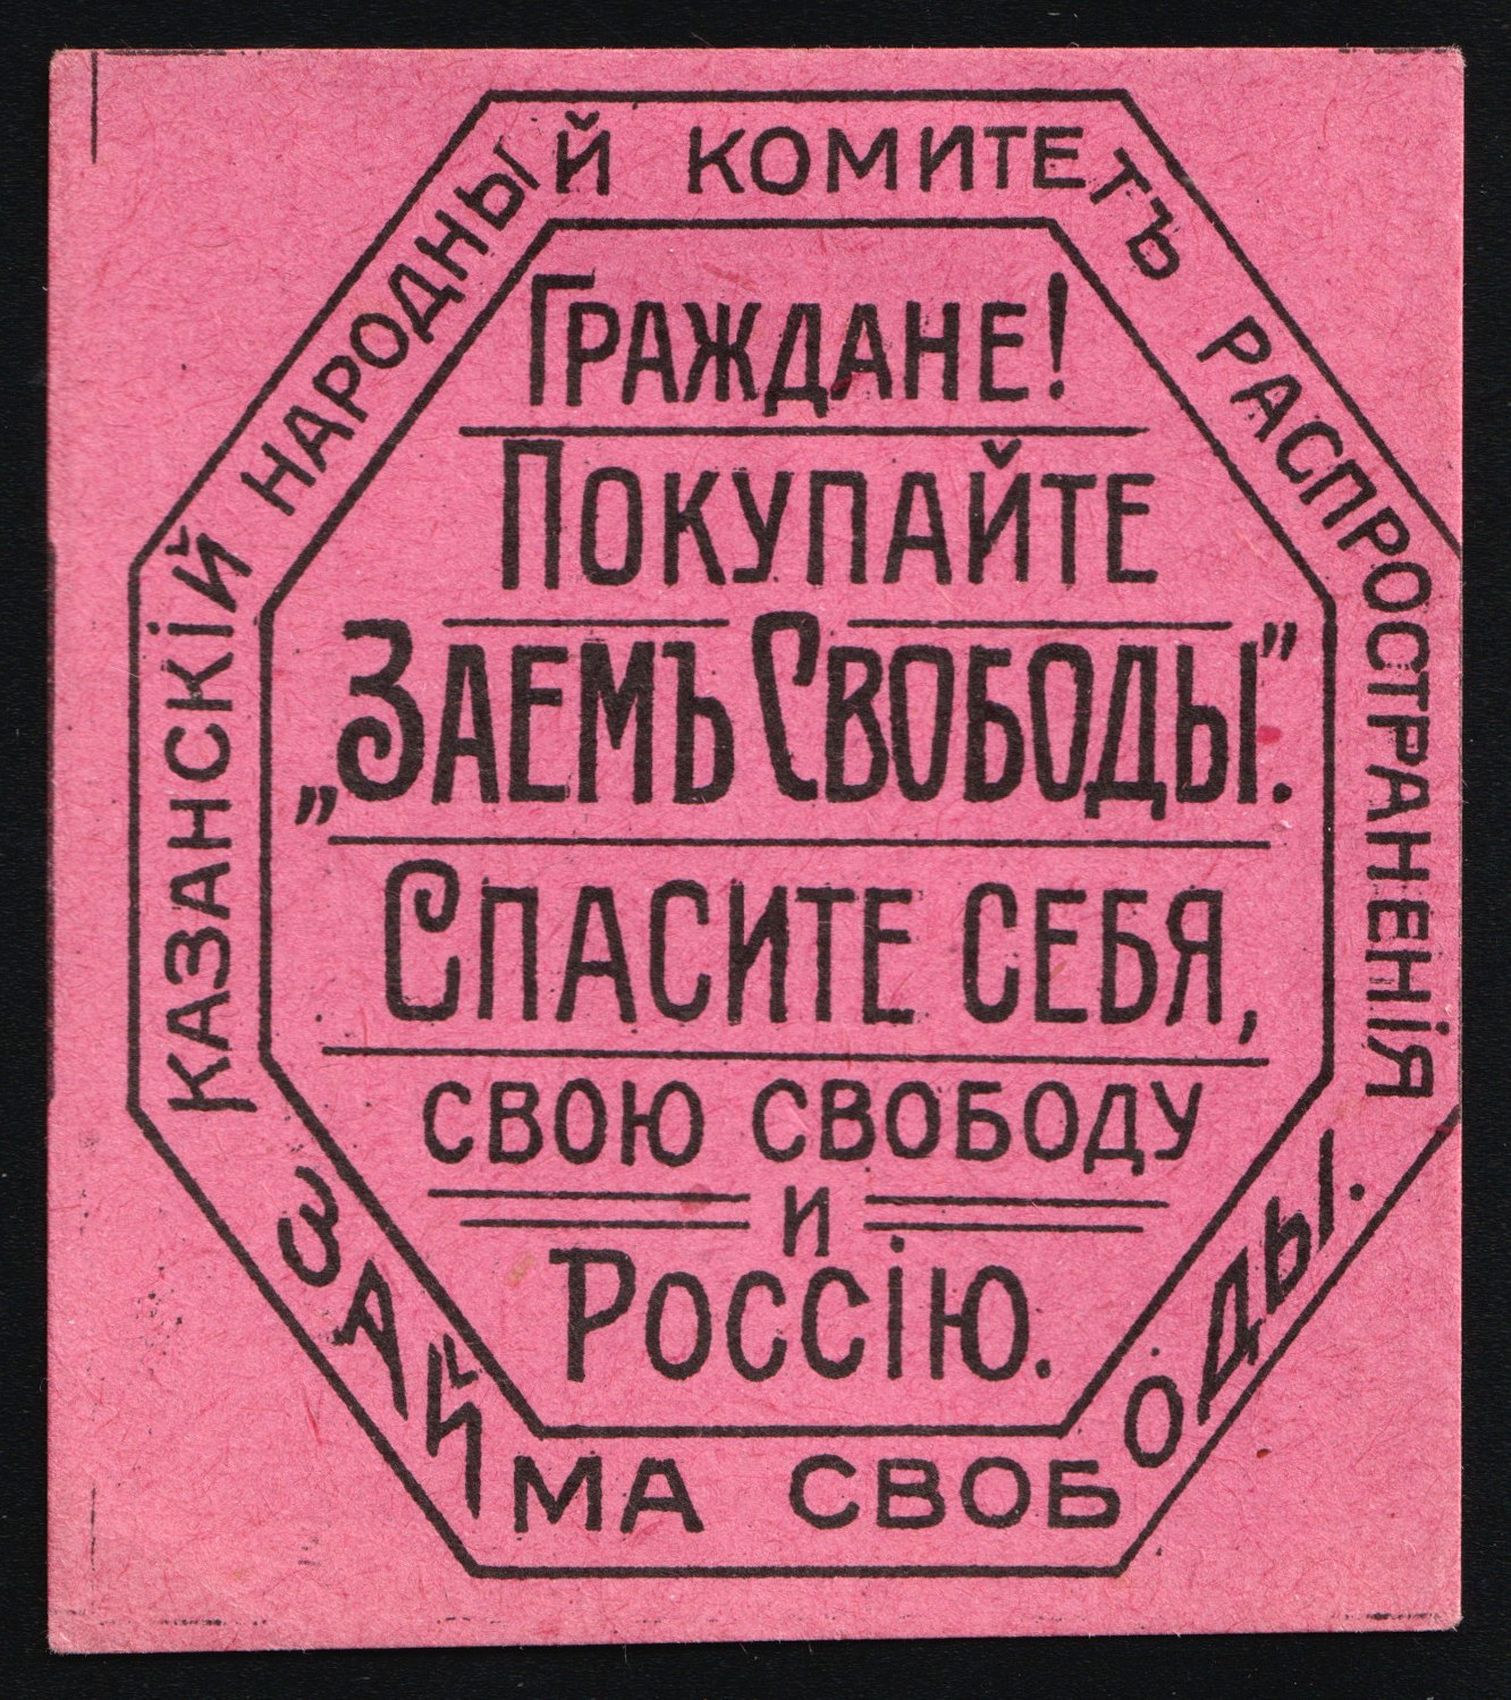 КАЗАНСКІЙ НАРОДНЫЙ КОМИТЕТЪ РАСПРОСТРАНЕНІЯ
ЗАЙМА СВОБОДЫ.
ГРАЖДАНЕ!
ПОКУПАЙТЕ
„ЗАЕМЪ СВОБОДЫ".
СПАСИТЕ СЕБЯ,
СВОЮ СВОБОДУ
И
РОССІЮ.